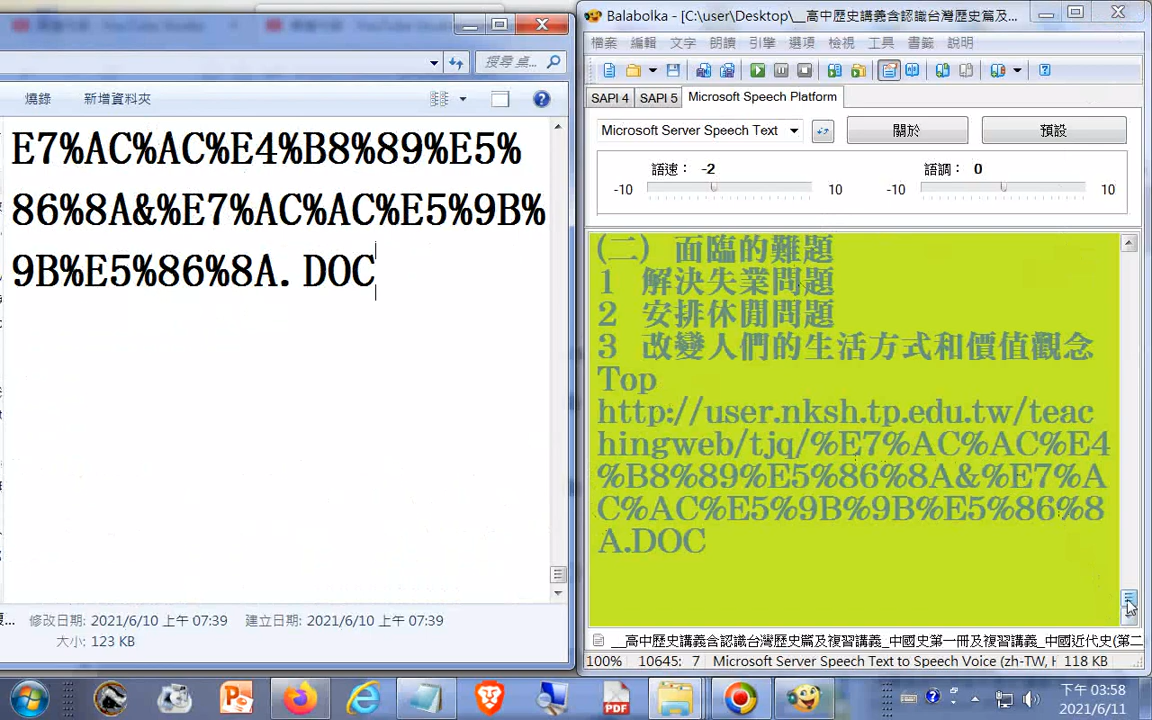 Balabolka - [C:\user\Desktop\__高中歷史講義含認識台灣歷史篇及...
檔案 編輯 文字 朗讀 引擎 選項 檢視 工具 書籤 說明
搜尋 桌...
燒錄 新增資料夾
SAPI 4 SAPI 5 Microsoft Speech Platform
Microsoft Server Speech Text 關於 預設
語速： -2 語調： 0
-10 10 -10 10
E7%AC%AC%E4%B8%89%E5%
86%8A&%E7%AC%AC%E5%9B%
9B%E5%86%8A.DOC
(二) 面臨的難題
1 解決失業問題
2 安排休閒問題
3 改變人們的生活方式和價值觀念
Top
http://user.nksh.tp.edu.tw/teac
hingweb/tjq/%E7%AC%AC%E4
%B8%89%E5%86%8A&%E7%A
C%AC%E5%9B%9B%E5%86%8
A.DOC
修改日期: 2021/6/10 上午 07:39 建立日期: 2021/6/10 上午 07:39
大小: 123 KB
__高中歷史講義含認識台灣歷史篇及複習講義_中國史第一冊及複習講義_中國近代史(第二
100% 10645: 7 Microsoft Server Speech Text to Speech Voice (zh-TW, H 118 KB
PDF
下午 03:58
2021/6/11